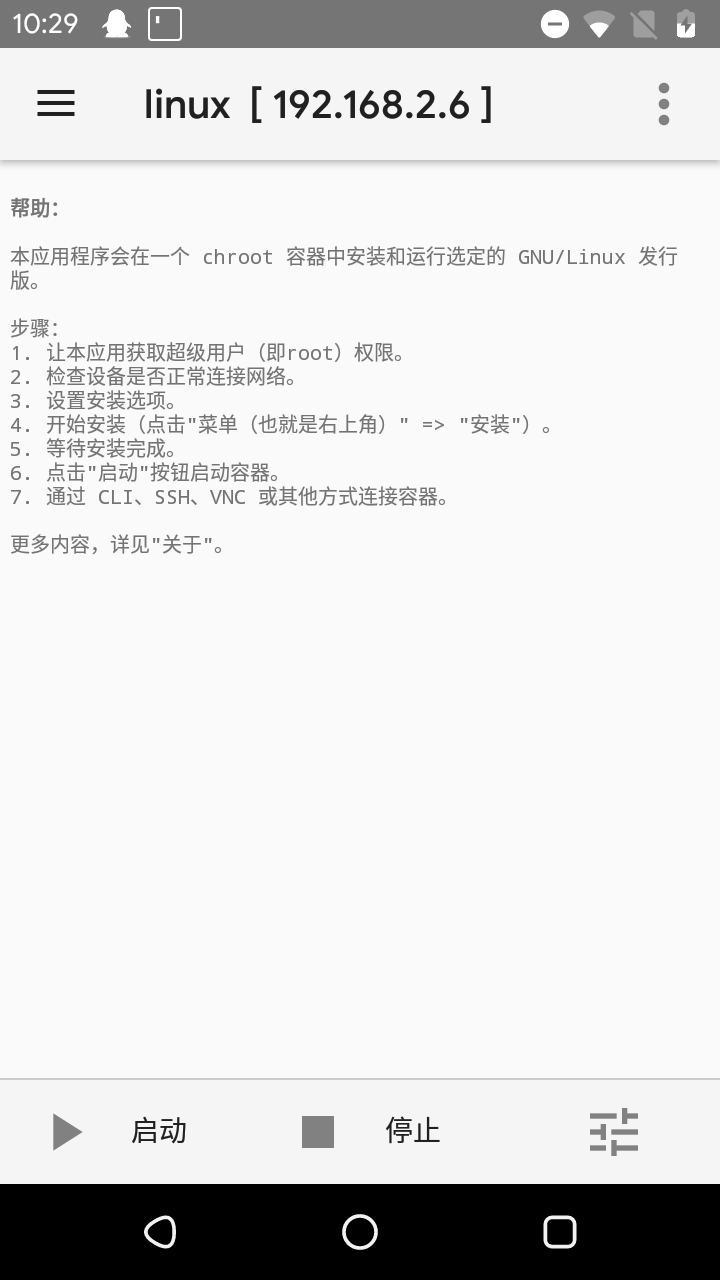 10:29
linux [ 192.168.2.6 ]
帮助：
本应用程序会在一个 chroot 容器中安装和运行选定的 GNU/Linux 发行
版。
步骤：
1. 让本应用获取超级用户（即root）权限。
2. 检查设备是否正常连接网络。
3. 设置安装选项。
4. 开始安装（点击"菜单（也就是右上角）" => "安装"）。
5. 等待安装完成。
6. 点击"启动"按钮启动容器。
7. 通过 CLI、SSH、VNC 或其他方式连接容器。
更多内容，详见"关于"。
启动 停止